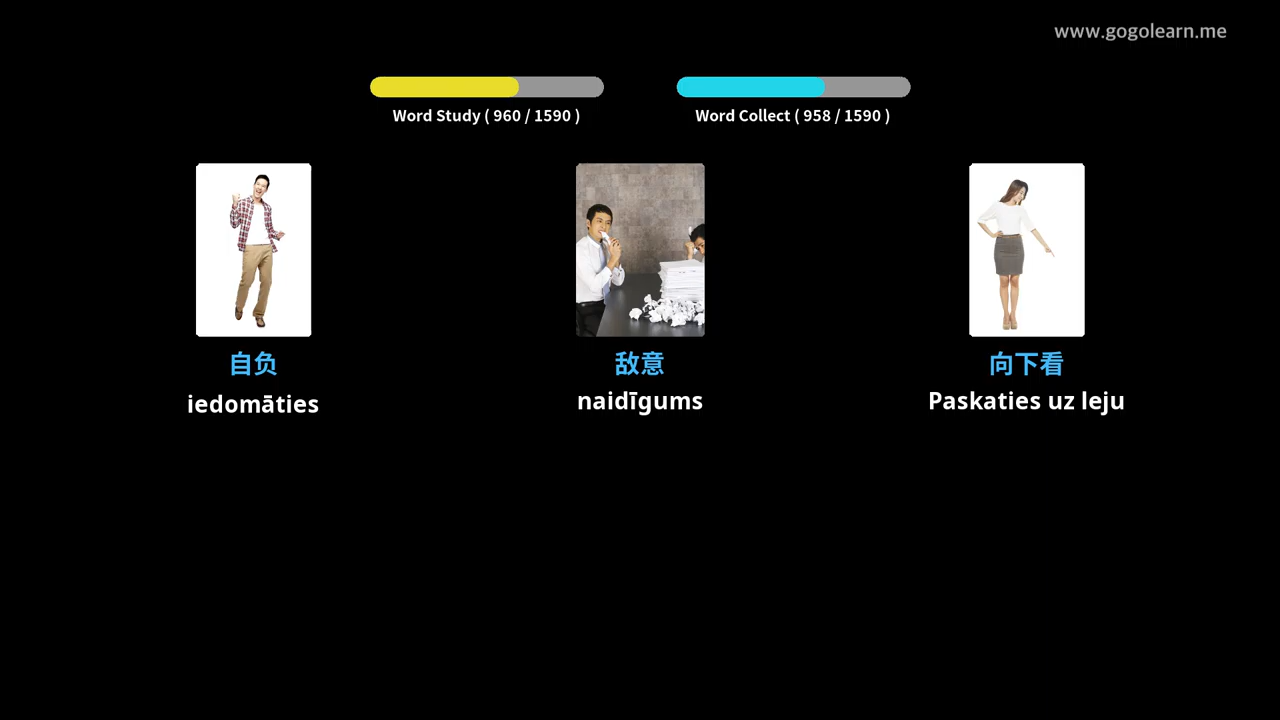 www.gogolearn.me
Word Study ( 960 / 1590 )
Word Collect ( 958 / 1590 )
自负
iedomāties
敌意
naidīgums
向下看
Paskaties uz leju